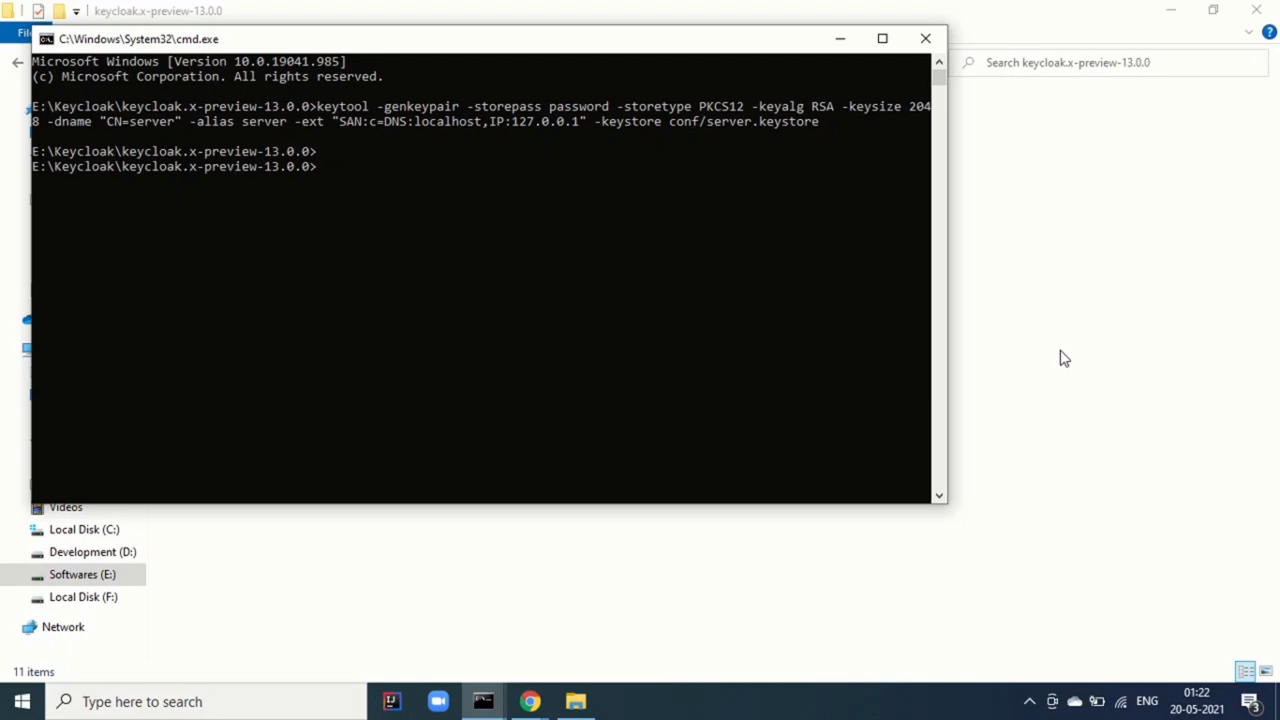 keycloak.x-preview-13.0.0
C:\Windows\System32\cmd.exe
Search keycloak.x-preview-13.0.0
Microsoft Windows [Version 10.0.19041.985]
(c) Microsoft Corporation. All rights reserved.
E:\Keycloak\keycloak.x-preview-13.0.0>keytool -genkeypair -storepass password -storetype PKCS12 -keyalg RSA -keysize 204
8 -dname "CN=server" -alias server -ext "SAN:c=DNS:localhost,IP:127.0.0.1" -keystore conf/server.keystore
E:\Keycloak\keycloak.x-preview-13.0.0>
E:\Keycloak\keycloak.x-preview-13.0.0>
Videos
Local Disk (C:)
Development (D:)
Softwares (E:)
Local Disk (F:)
Network
11 items
Type here to search
ENG
01:22
20-05-2021
3